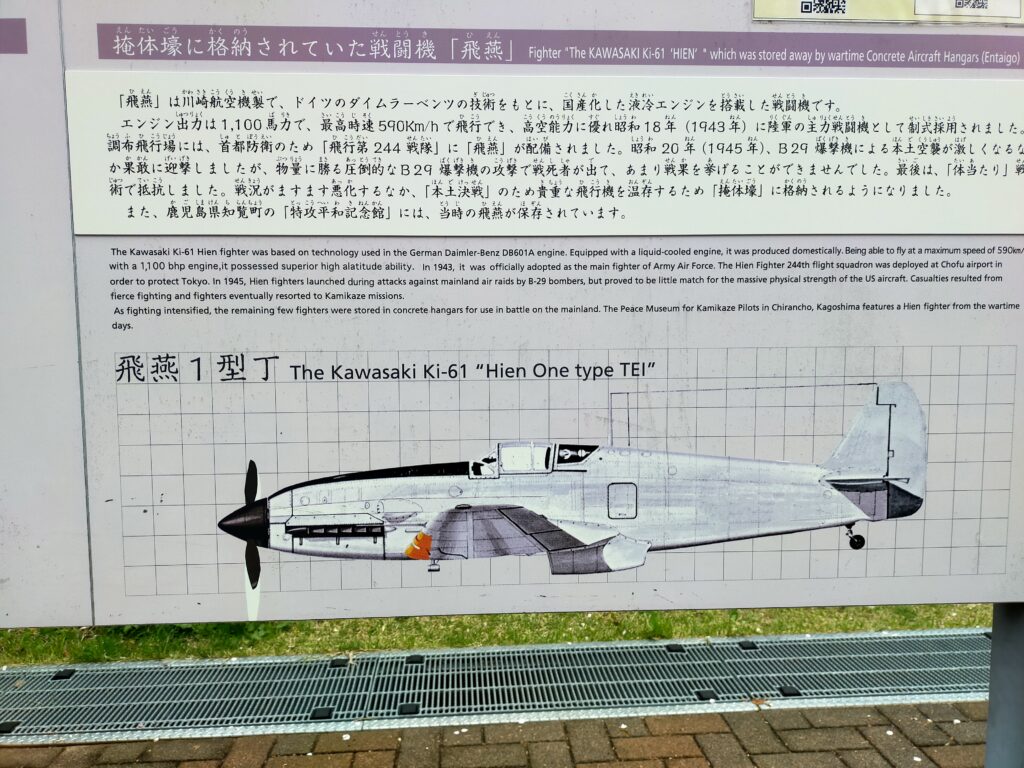 掩体壕に格納されていた戦闘機「飛燕」 Fighter "The KAWASAKI Ki-61 'HIEN' " which was stored away by wartime Concrete Aircraft Hangars (Entaigo)
「飛燕」は川崎航空機製で、ドイツのダイムラーベンツの技術をもとに、国産化した液冷エンジンを搭載した戦闘機です。
エンジン出力は1,100馬力で、最高時速590Km/hで飛行でき、高空能力に優れ昭和18年（1943年）に陸軍の主力戦闘機として制式採用されました。
調布飛行場には、首都防衛のため「飛行第244戦隊」に「飛燕」が配備されました。昭和20年（1945年）、B29爆撃機による本土空襲が激しくなるな
か果敢に迎撃しましたが、物量に勝る圧倒的なB29爆撃機の攻撃で戦死者が出て、あまり戦果を挙げることができませんでした。最後は、「体当たり」戦
術で抵抗しました。戦況がますます悪化するなか、「本土決戦」のため貴重な飛行機を温存するため「掩体壕」に格納されるようになりました。
また、鹿児島県知覧町の「特攻平和記念館」には、当時の飛燕が保存されています。
The Kawasaki Ki-61 Hien fighter was based on technology used in the German Daimler-Benz DB601A engine. Equipped with a liquid-cooled engine, it was produced domestically. Being able to fly at a maximum speed of 590km/
with a 1,100 bhp engine,it possessed superior high alatitude ability. In 1943, it was officially adopted as the main fighter of Army Air Force. The Hien Fighter 244th flight squadron was deployed at Chofu airport in
order to protect Tokyo. In 1945, Hien fighters launched during attacks against mainland air raids by B-29 bombers, but proved to be little match for the massive physical strength of the US aircraft. Casualties resulted from
fierce fighting and fighters eventually resorted to Kamikaze missions.
As fighting intensified, the remaining few fighters were stored in concrete hangars for use in battle on the mainland. The Peace Museum for Kamikaze Pilots in Chirancho, Kagoshima features a Hien fighter from the wartime
days.
飛燕1型丁 The Kawasaki Ki-61 "Hien One type TEI"